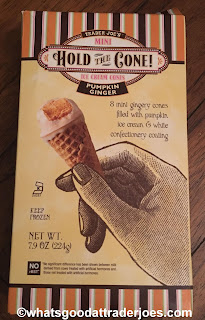 TRADER JOE'S
MINI
HOLD THE CONE!
ICE CREAM CONES
PUMPKIN
GINGER
8 mini gingery cones
filled with pumpkin
ice cream & white
confectionery coating
KEEP
FROZEN
NET WT.
7.9 OZ (224g)
NO
©whatsgoodattraderjoes.com